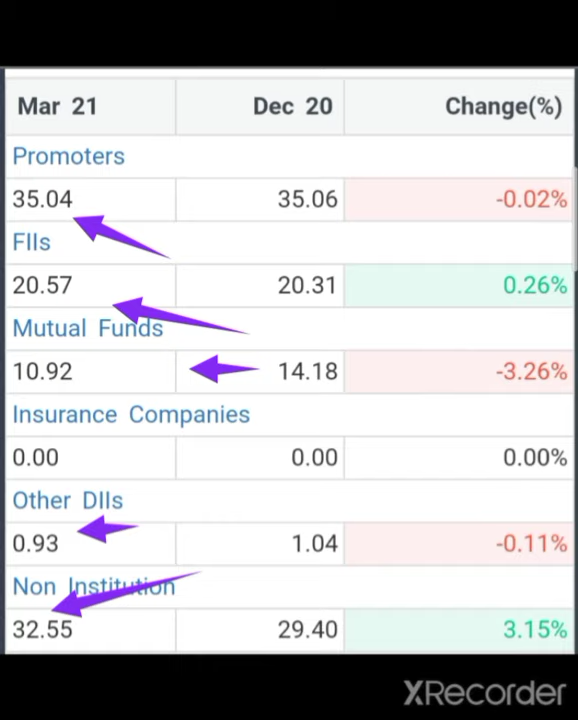 Mar 21 Dec 20 Change(%)
Promoters
35.04 35.06 -0.02%
FIIs
20.57 20.31 0.26%
Mutual Funds
10.92 14.18 -3.26%
Insurance Companies
0.00 0.00 0.00%
Other DIIs
0.93 1.04 -0.11%
Non Institution
32.55 29.40 3.15%
XRecorder